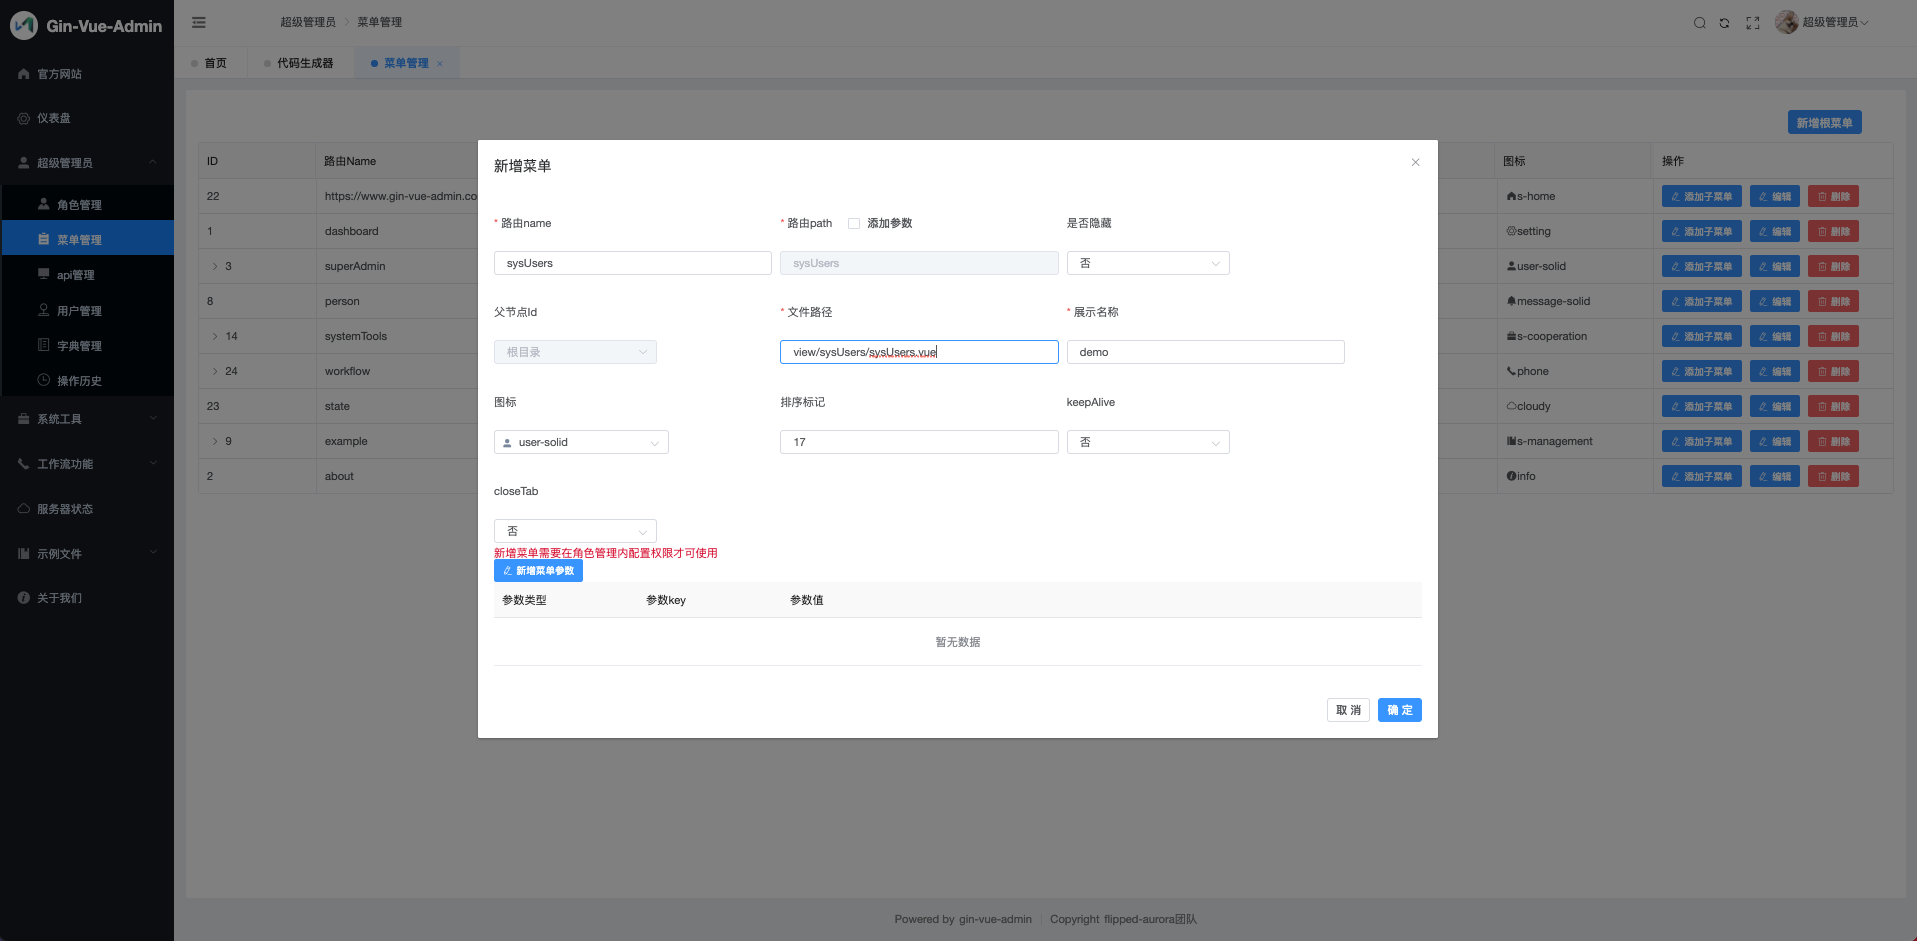 Gin-Vue-Admin
超级管理员 > 菜单管理
超级管理员
首页
代码生成器
菜单管理 ×
官方网站
仪表盘
超级管理员
角色管理
菜单管理
api管理
用户管理
字典管理
操作历史
系统工具
工作流功能
服务器状态
示例文件
关于我们
新增根菜单
ID 路由Name 图标 操作
22 https://www.gin-vue-admin.co s-home 添加子菜单 编辑 删除
1 dashboard setting 添加子菜单 编辑 删除
3 superAdmin user-solid 添加子菜单 编辑 删除
8 person message-solid 添加子菜单 编辑 删除
14 systemTools s-cooperation 添加子菜单 编辑 删除
24 workflow phone 添加子菜单 编辑 删除
23 state cloudy 添加子菜单 编辑 删除
9 example s-management 添加子菜单 编辑 删除
2 about info 添加子菜单 编辑 删除
新增菜单
* 路由name * 路由path 添加参数 是否隐藏
sysUsers sysUsers 否
父节点Id * 文件路径 * 展示名称
根目录 view/sysUsers/sysUsers.vue demo
图标 排序标记 keepAlive
user-solid 17 否
closeTab
否
新增菜单需要在角色管理内配置权限才可使用
新增菜单参数
参数类型 参数key 参数值
暂无数据
取 消 确 定
Powered by gin-vue-admin Copyright flipped-aurora团队